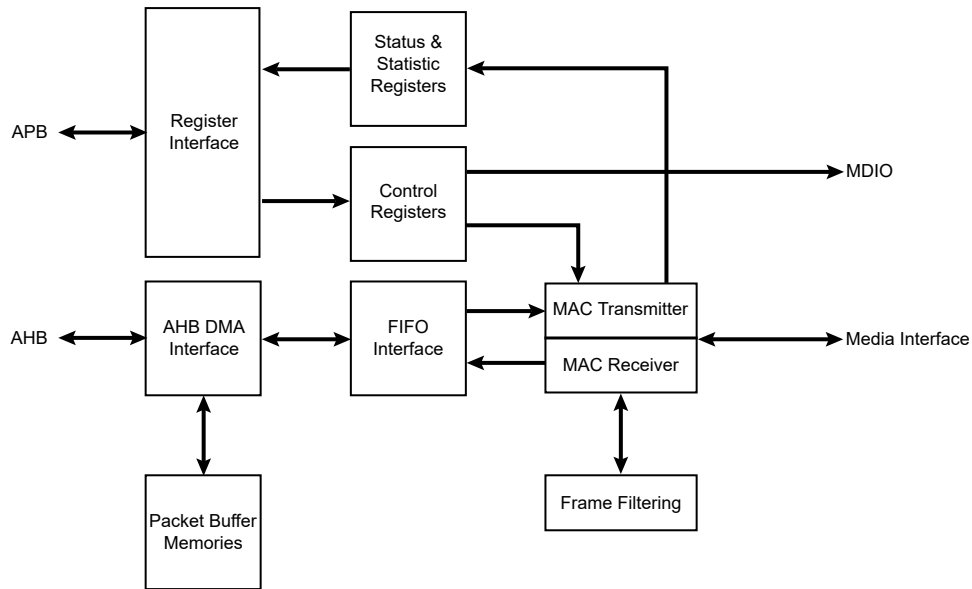 Status &
Statistic
Registers
APB
Register
Interface
Control
Registers
MDIO
AHB
AHB DMA
Interface
FIFO
Interface
MAC Transmitter
MAC Receiver
Media Interface
Packet Buffer
Memories
Frame Filtering